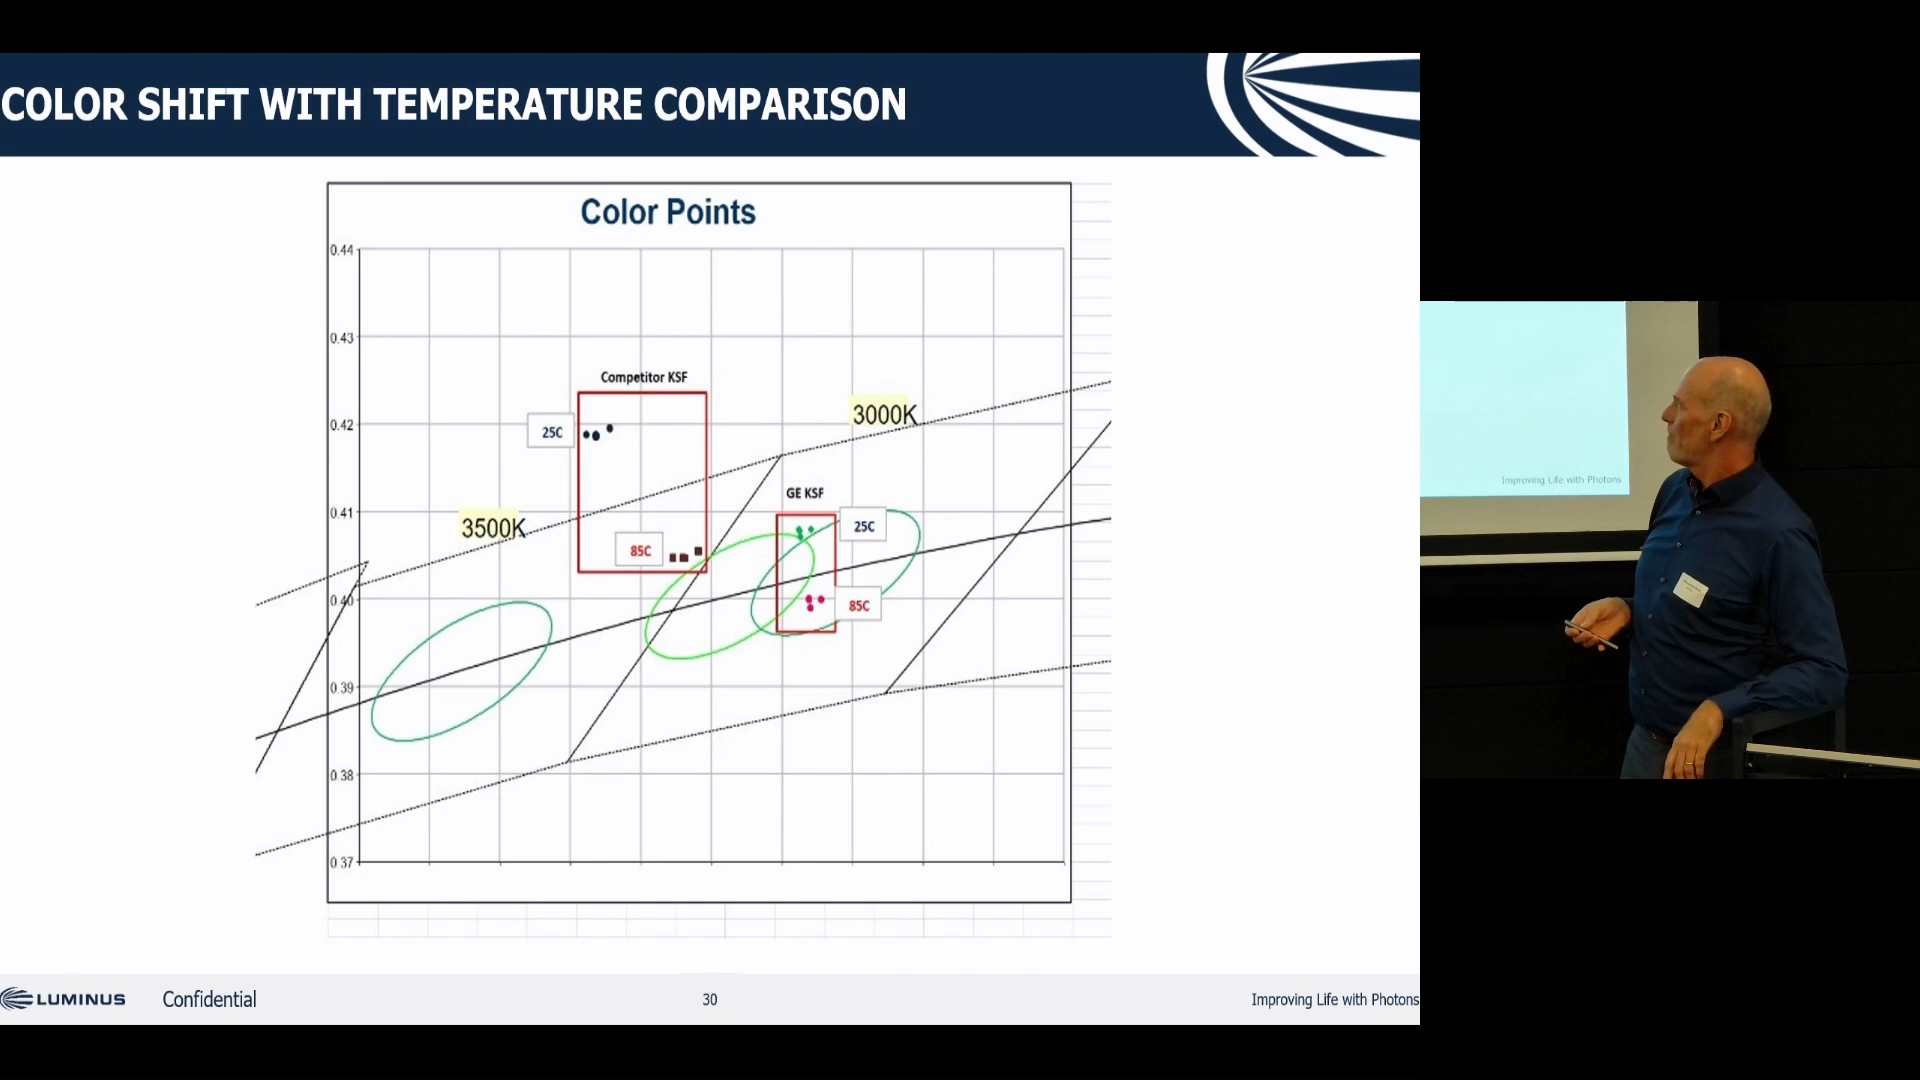 COLOR SHIFT WITH TEMPERATURE COMPARISON
Color Points
0.44
0.43
Competitor KSF
3000K
0.42
25C
GE KSF
0.41
3500K
25C
85C
0.40
85C
0.39
0.38
0.37
LUMINUS
Confidential
30
Improving Life with Photons
Improving Life with Photons